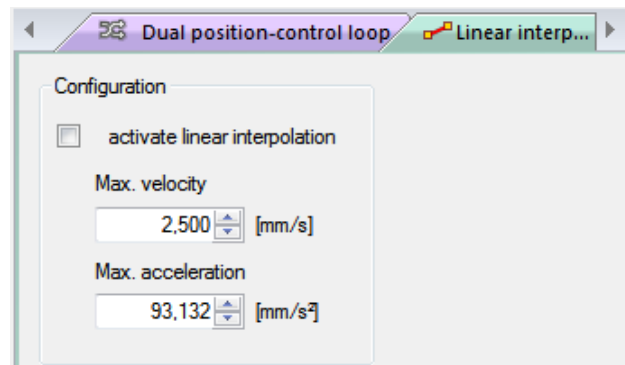 Dual position-control loop Linear interp...
Configuration
activate linear interpolation
Max. velocity
2,500 [mm/s]
Max. acceleration
93,132 [mm/s²]